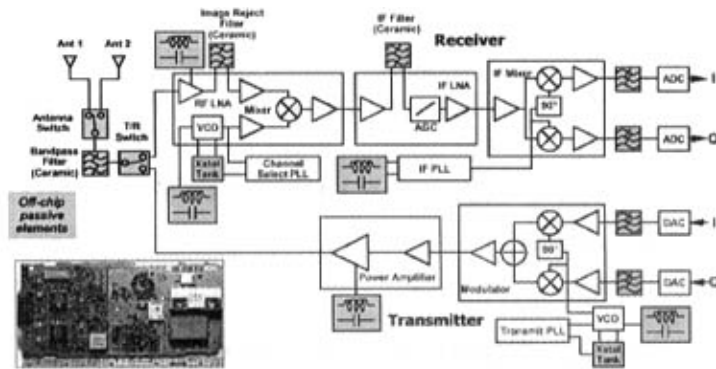 Image Reject
Filter
(Ceramic)
IF Filter
(Ceramic)
Receiver
Ant 1
Ant 2
RF LNA
Mixer
IF LNA
AGC
IF Mixer
90°
ADC
I
ADC
Q
Antenna
Switch
T/R
Switch
VCO
Bandpass
Filter
(Ceramic)
Xstal
Tank
Channel
Select PLL
IF PLL
Off-chip
passive
elements
Power Amplifier
Transmitter
Modulator
90°
DAC
I
DAC
Q
Transmit PLL
VCO
Xstal
Tank